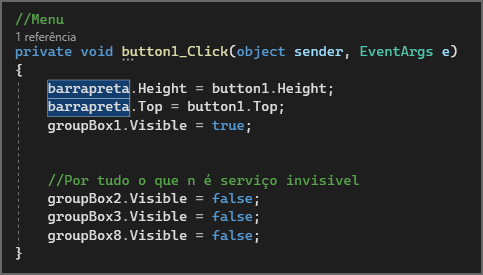 //Menu
1 referência
private void button1_Click(object sender, EventArgs e)
{
barrapreta.Height = button1.Height;
barrapreta.Top = button1.Top;
groupBox1.Visible = true;
//Por tudo o que n é serviço invisivel
groupBox2.Visible = false;
groupBox3.Visible = false;
groupBox8.Visible = false;
}